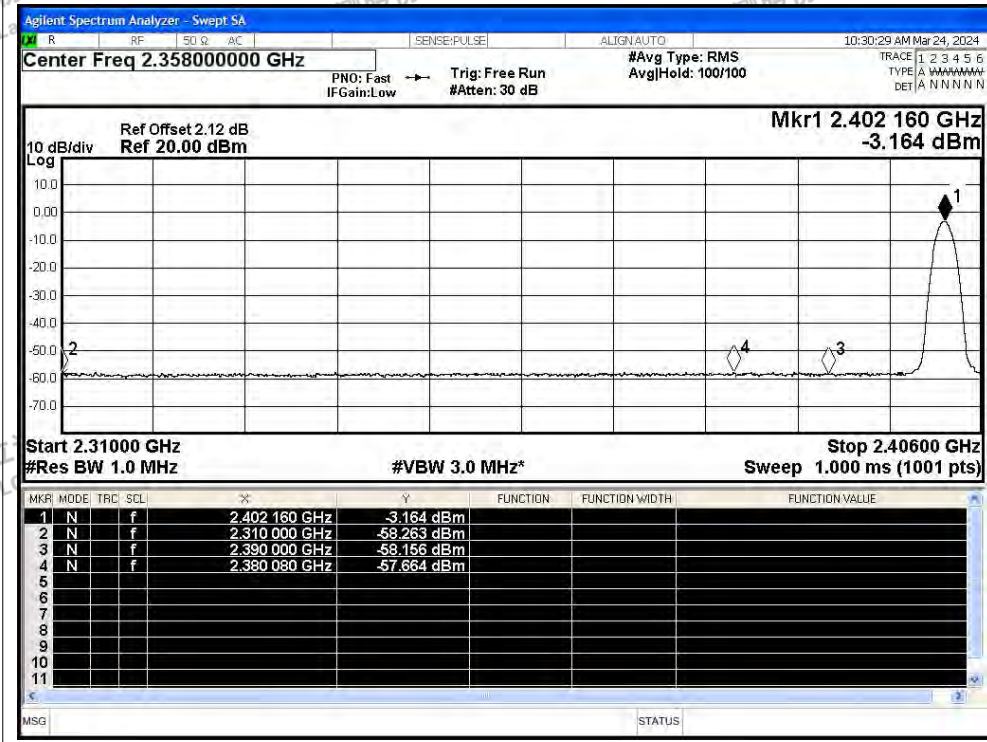 Agilent Spectrum Analyzer - Swept SA
R RF 50 Ω AC SENSE:PULSE ALIGN AUTO 10:30:29 AM Mar 24, 2024
Center Freq 2.358000000 GHz #Avg Type: RMS TRACE 1 2 3 4 5 6
PNO: Fast Trig: Free Run Avg|Hold: 100/100 TYPE A WWWWW
IFGain:Low #Atten: 30 dB DET A N N N N N
Mkr1 2.402 160 GHz
Ref Offset 2.12 dB
10 dB/div Ref 20.00 dBm -3.164 dBm
Log
10.0
1
0.00
-10.0
-20.0
-30.0
-40.0
-50.0 2 4 3
-60.0
-70.0
Start 2.31000 GHz Stop 2.40600 GHz
#Res BW 1.0 MHz #VBW 3.0 MHz* Sweep 1.000 ms (1001 pts)
MKR MODE TRC SCL X Y FUNCTION FUNCTION WIDTH FUNCTION VALUE
1 N f 2.402 160 GHz -3.164 dBm
2 N f 2.310 000 GHz -58.263 dBm
3 N f 2.390 000 GHz -58.156 dBm
4 N f 2.380 080 GHz -57.664 dBm
5
6
7
8
9
10
11
MSG STATUS